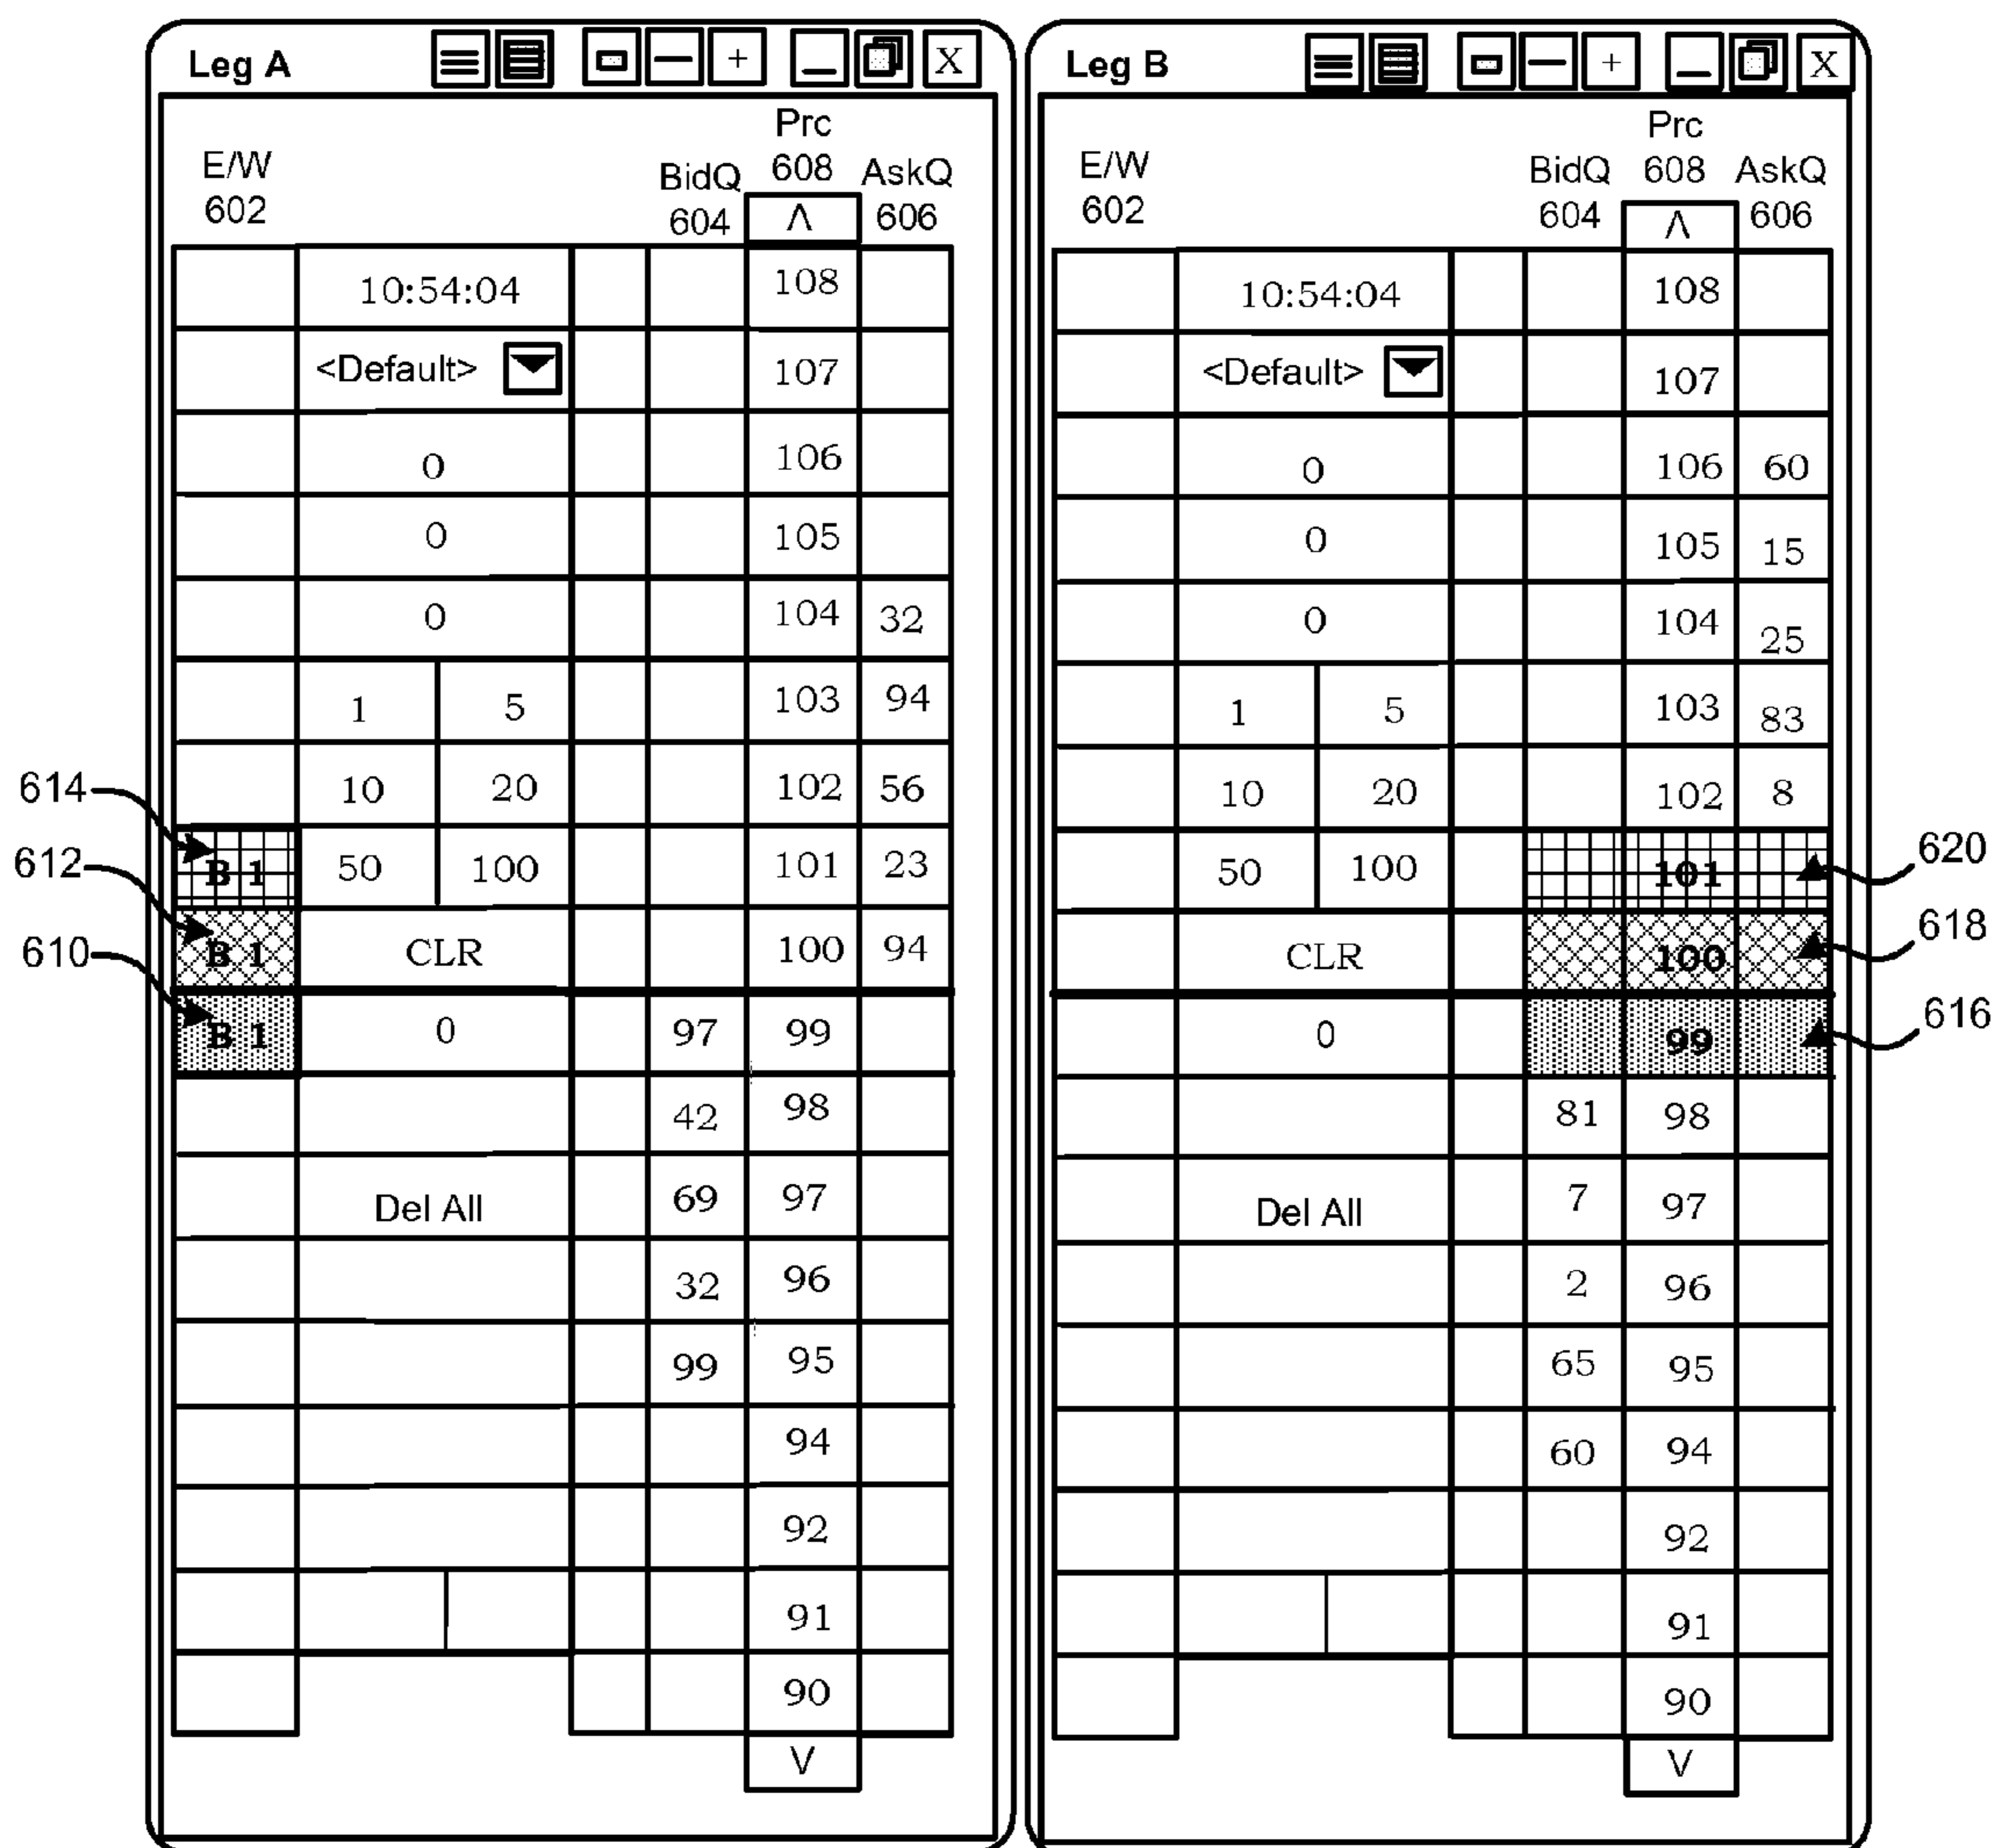 Leg A
X
Prc
E/W BidQ 608 AskQ
602 604 Λ 606
10:54:04 108
<Default> 107
0 106
0 105
0 104 32
1 5 103 94
10 20 102 56
614 B 1 50 100 101 23
612 B 1 CLR 100 94
610 B 1 0 97 99
42 98
Del All 69 97
32 96
99 95
94
92
91
90
V
Leg B
X
Prc
E/W BidQ 608 AskQ
602 604 Λ 606
10:54:04 108
<Default> 107
0 106 60
0 105 15
0 104 25
1 5 103 83
10 20 102 8
50 100 101 620
CLR 100 618
0 99 616
81 98
Del All 7 97
2 96
65 95
60 94
92
91
90
V